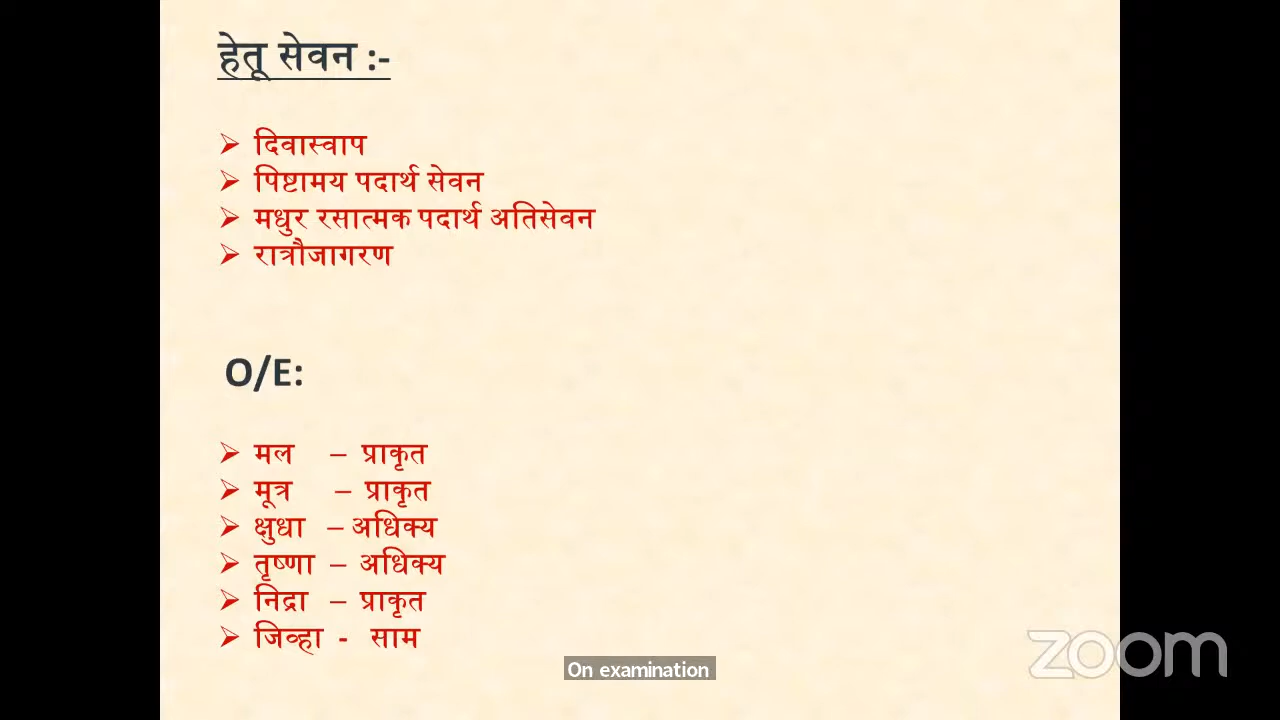 हेतू सेवन :-
➢ दिवास्वाप
➢ पिष्टामय पदार्थ सेवन
➢ मधुर रसात्मक पदार्थ अतिसेवन
➢ रात्रौजागरण
O/E:
➢ मल – प्राकृत
➢ मूत्र – प्राकृत
➢ क्षुधा – अधिक्य
➢ तृष्णा – अधिक्य
➢ निद्रा – प्राकृत
➢ जिव्हा - साम
On examination
zoom